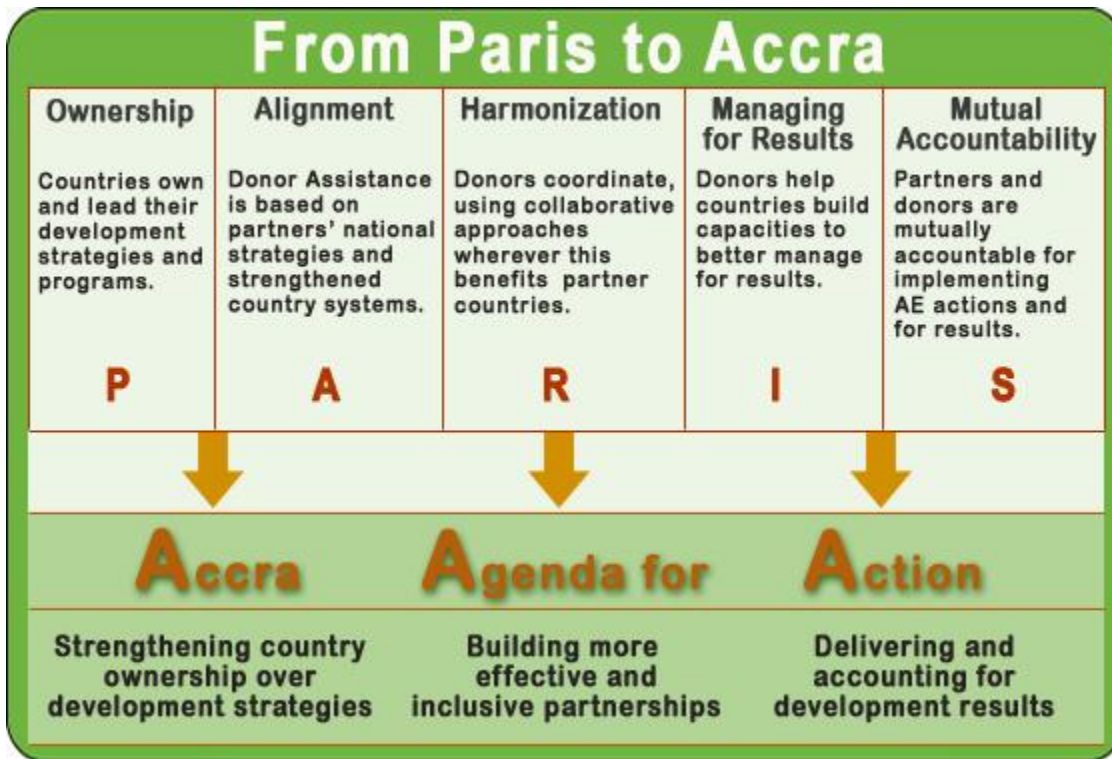 From Paris to Accra
Ownership
Countries own
and lead their
development
strategies and
programs.
P
Alignment
Donor Assistance
is based on
partners' national
strategies and
strengthened
country systems.
A
Harmonization
Donors coordinate,
using collaborative
approaches
wherever this
benefits partner
countries.
R
Managing
for Results
Donors help
countries build
capacities to
better manage
for results.
I
Mutual
Accountability
Partners and
donors are
mutually
accountable for
implementing
AE actions and
for results.
S
Accra Agenda for Action
Strengthening country
ownership over
development strategies
Building more
effective and
inclusive partnerships
Delivering and
accounting for
development results